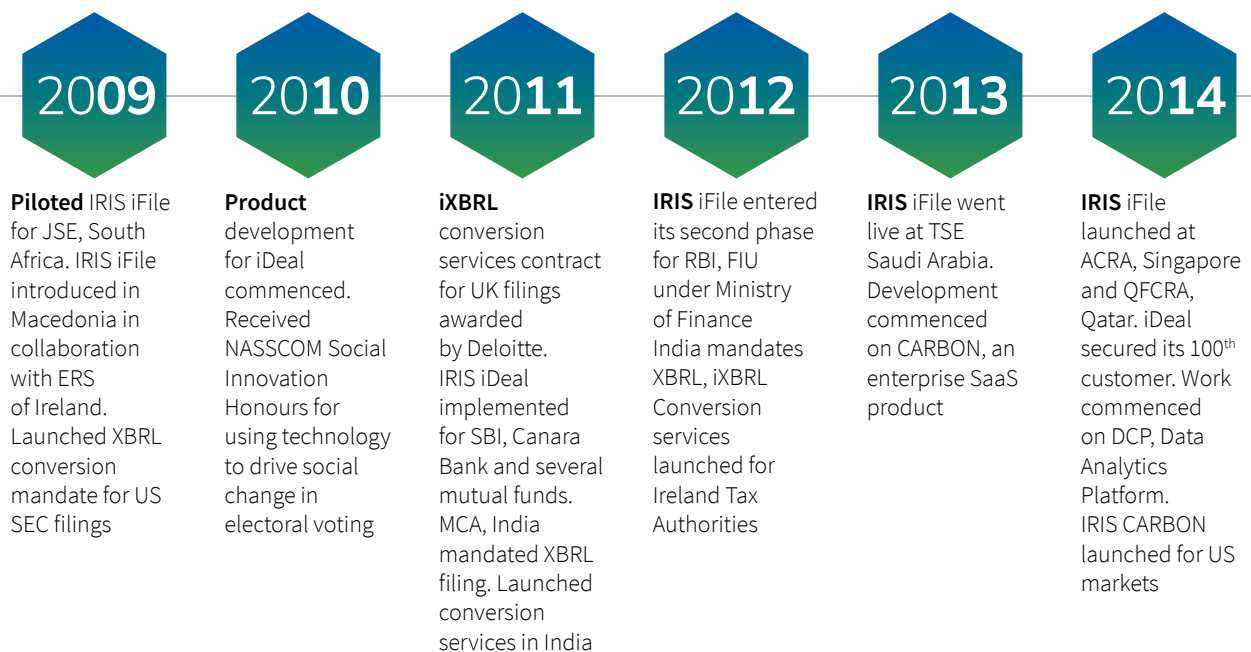 2009
Piloted IRIS iFile
for JSE, South
Africa. IRIS iFile
introduced in
Macedonia in
collaboration
with ERS
of Ireland.
Launched XBRL
conversion
mandate for US
SEC filings
2010
Product
development
for iDeal
commenced.
Received
NASSCOM Social
Innovation
Honours for
using technology
to drive social
change in
electoral voting
2011
iXBRL
conversion
services contract
for UK filings
awarded
by Deloitte.
IRIS iDeal
implemented
for SBI, Canara
Bank and several
mutual funds.
MCA, India
mandated XBRL
filing. Launched
conversion
services in India
2012
IRIS iFile entered
its second phase
for RBI, FIU
under Ministry
of Finance
India mandates
XBRL, iXBRL
Conversion
services
launched for
Ireland Tax
Authorities
2013
IRIS iFile went
live at TSE
Saudi Arabia.
Development
commenced
on CARBON, an
enterprise SaaS
product
2014
IRIS iFile
launched at
ACRA, Singapore
and QFCRA,
Qatar. iDeal
secured its 100th
customer. Work
commenced
on DCP, Data
Analytics
Platform.
IRIS CARBON
launched for US
markets